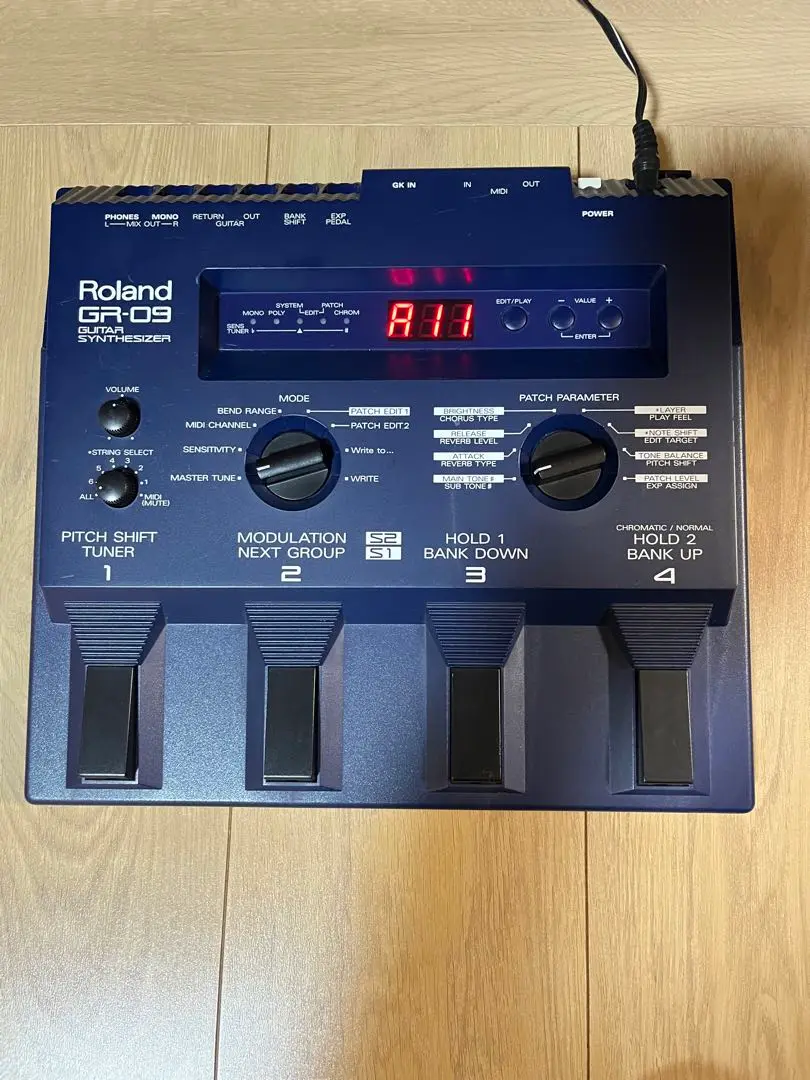 GK IN
IN
MIDI
OUT
POWER
PHONES MONO
L—MIX OUT—R
RETURN OUT
GUITAR
BANK SHIFT
EXP PEDAL
Roland
GR-09
GUITAR
SYNTHESIZER
SYSTEM PATCH
MONO POLY EDIT CHROM
SENS
TUNER ♭ ▲ ♯
A11
EDIT/PLAY
− VALUE +
ENTER
VOLUME
*STRING SELECT
4 3
5 2
6 1
ALL* *MIDI
(MUTE)
MODE
BEND RANGE
MIDI CHANNEL
SENSITIVITY
MASTER TUNE
PATCH EDIT1
PATCH EDIT2
Write to...
WRITE
PATCH PARAMETER
BRIGHTNESS
CHORUS TYPE
RELEASE
REVERB LEVEL
ATTACK
REVERB TYPE
MAIN TONE#
SUB TONE#
*LAYER
PLAY FEEL
*NOTE SHIFT
EDIT TARGET
TONE BALANCE
PITCH SHIFT
PATCH LEVEL
EXP ASSIGN
PITCH SHIFT
TUNER
1
MODULATION S2
NEXT GROUP S1
2
HOLD 1
BANK DOWN
3
CHROMATIC / NORMAL
HOLD 2
BANK UP
4